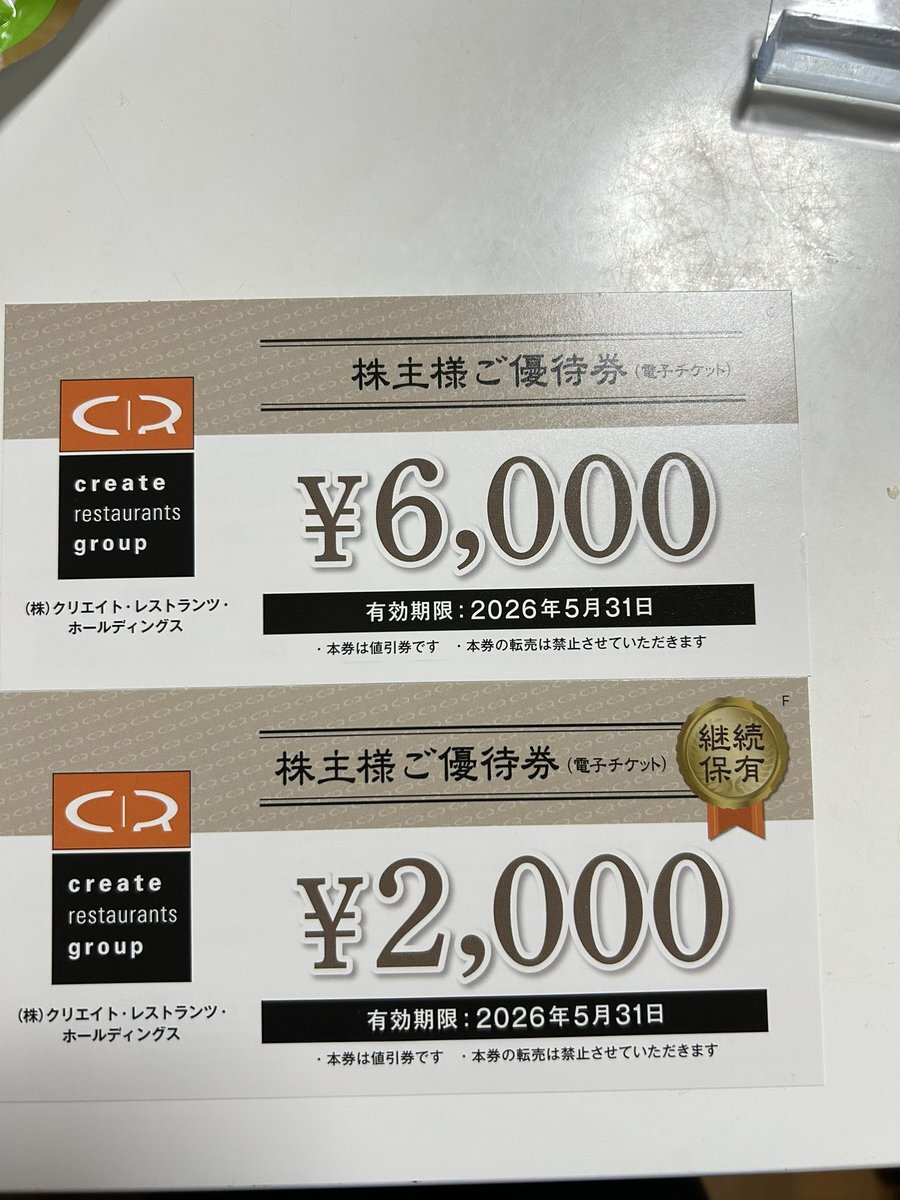 G
株主様ご優待券(電子チケット)
CR
create
restaurants
group
¥6,000
(株)クリエイト・レストランツ・
ホールディングス
有効期限:2026年5月31日
・本券は値引券です ・本券の転売は禁止させていただきます
F
株主様ご優待券(電子チケット)
継続
保有
CR
create
restaurants
group
¥2,000
(株)クリエイト・レストランツ・
ホールディングス
有効期限:2026年5月31日
・本券は値引券です ・本券の転売は禁止させていただきます